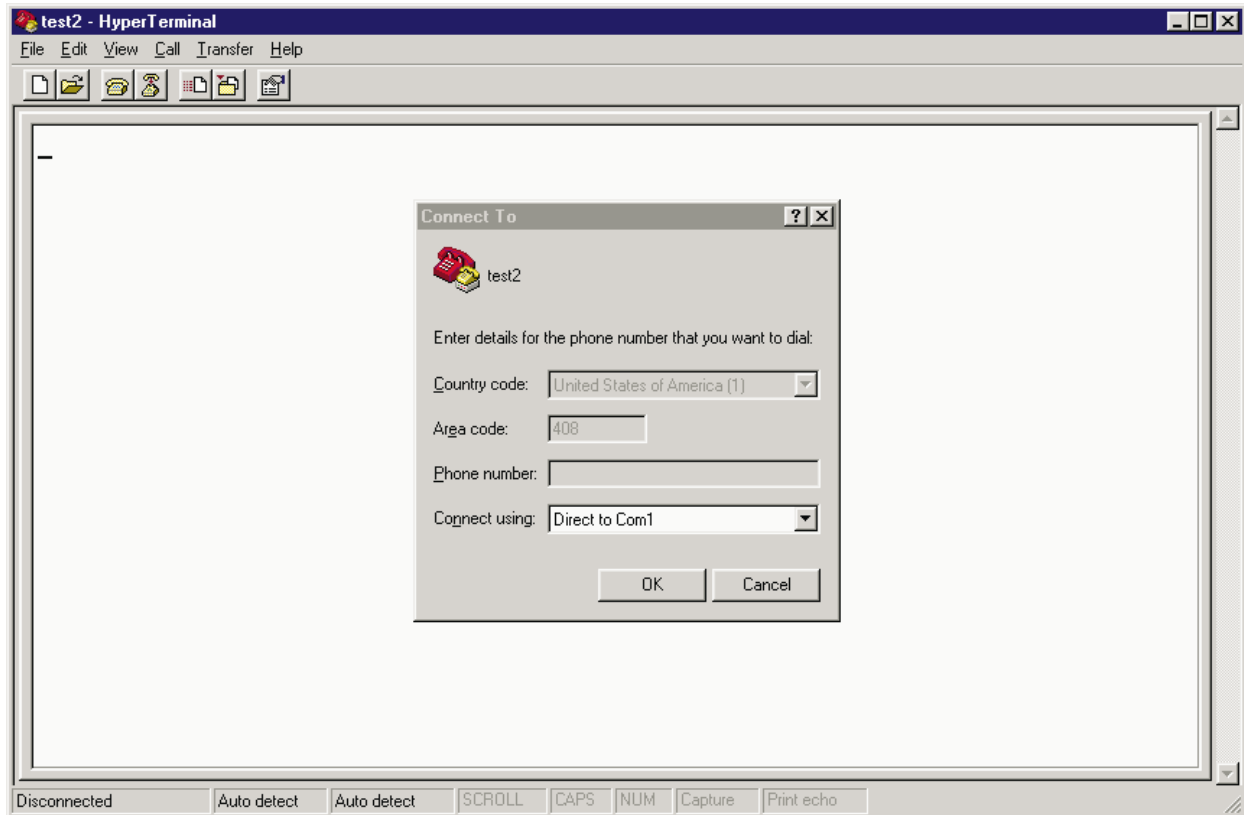 test2 - HyperTerminal
File Edit View Call Transfer Help
Connect To
?
test2
Enter details for the phone number that you want to dial:
Country code: United States of America (1)
Area code: 408
Phone number:
Connect using: Direct to Com1
OK Cancel
Disconnected Auto detect Auto detect SCROLL CAPS NUM Capture Print echo